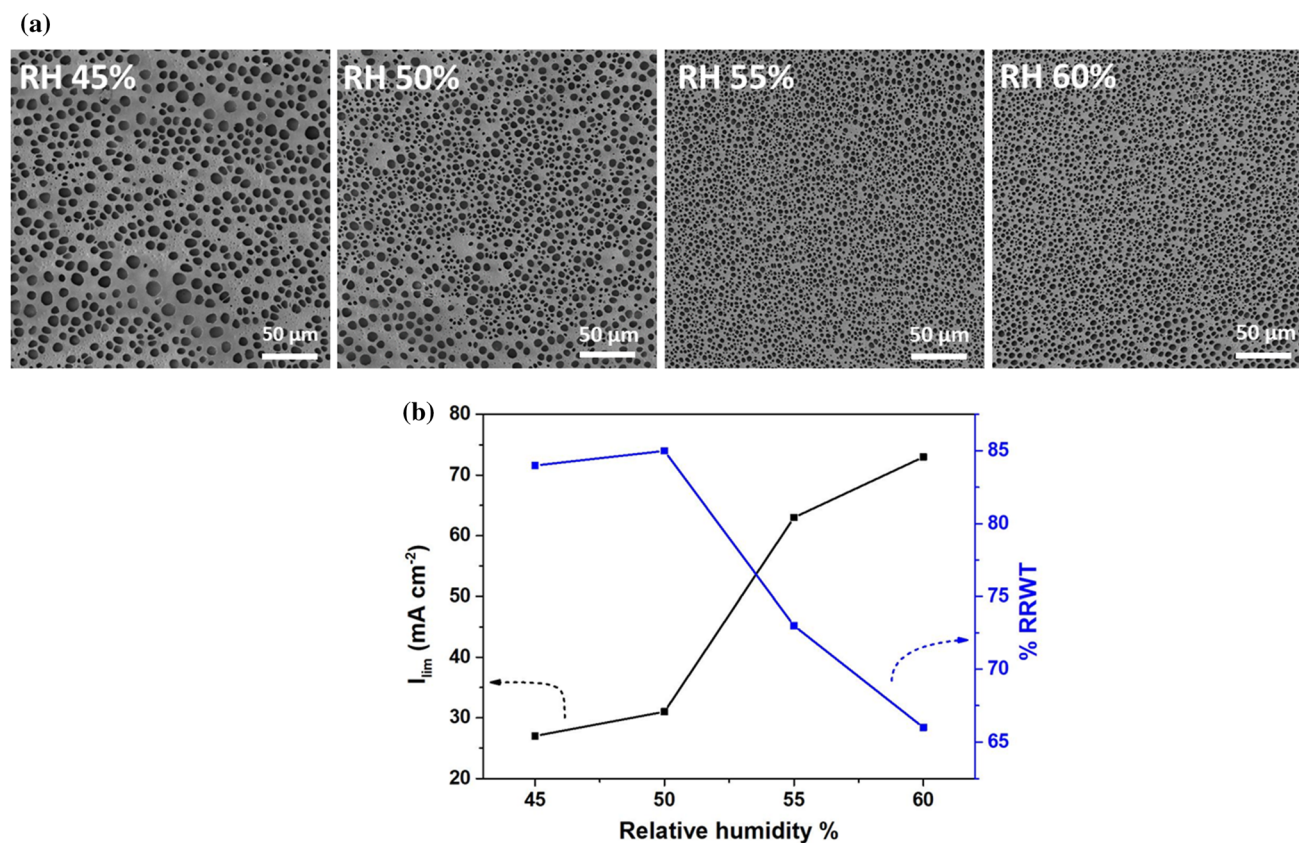 (a)
RH 45%
RH 50%
RH 55%
RH 60%
50 µm
50 µm
50 µm
50 µm
(b)
80
70
60
50
40
30
20
I_lim (mA cm⁻²)
85
80
75
70
65
% RRWT
45
50
55
60
Relative humidity %